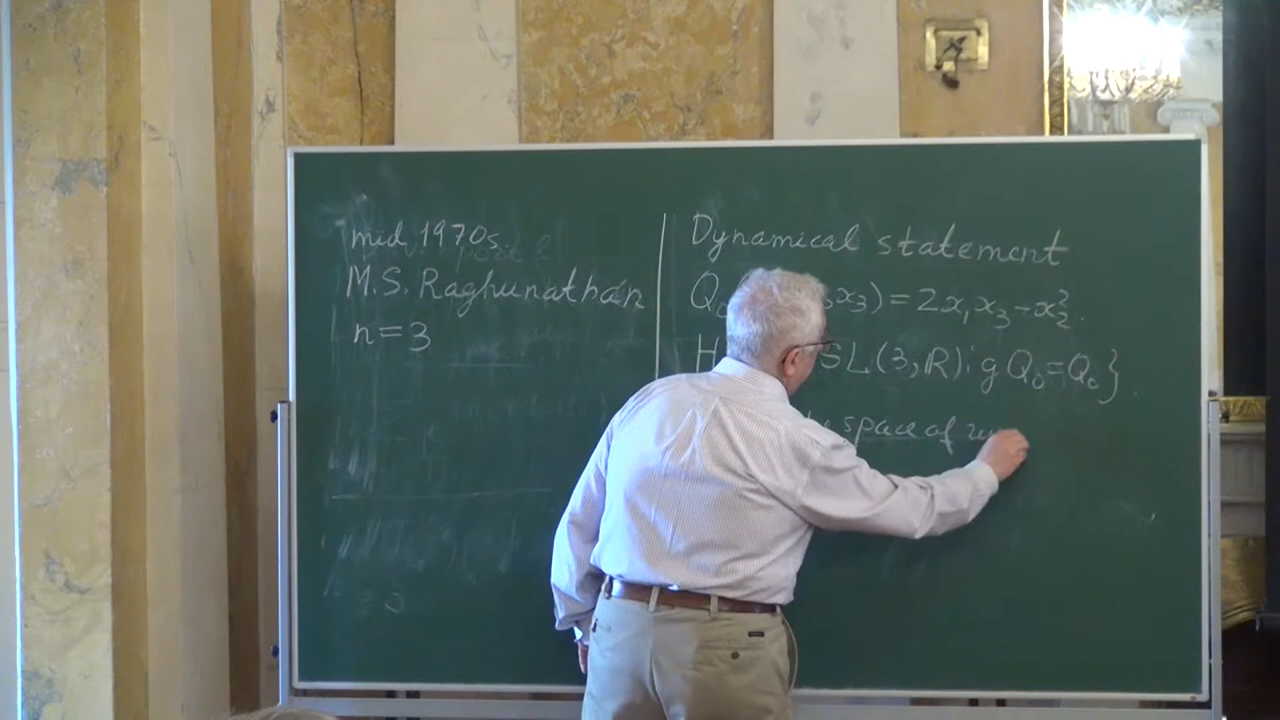 mid 1970s
M.S. Raghunathan
n=3
Dynamical statement
Q x₃)=2x₁x₃-x₂².
H SL(3,R); gQ₀=Q₀}
space of